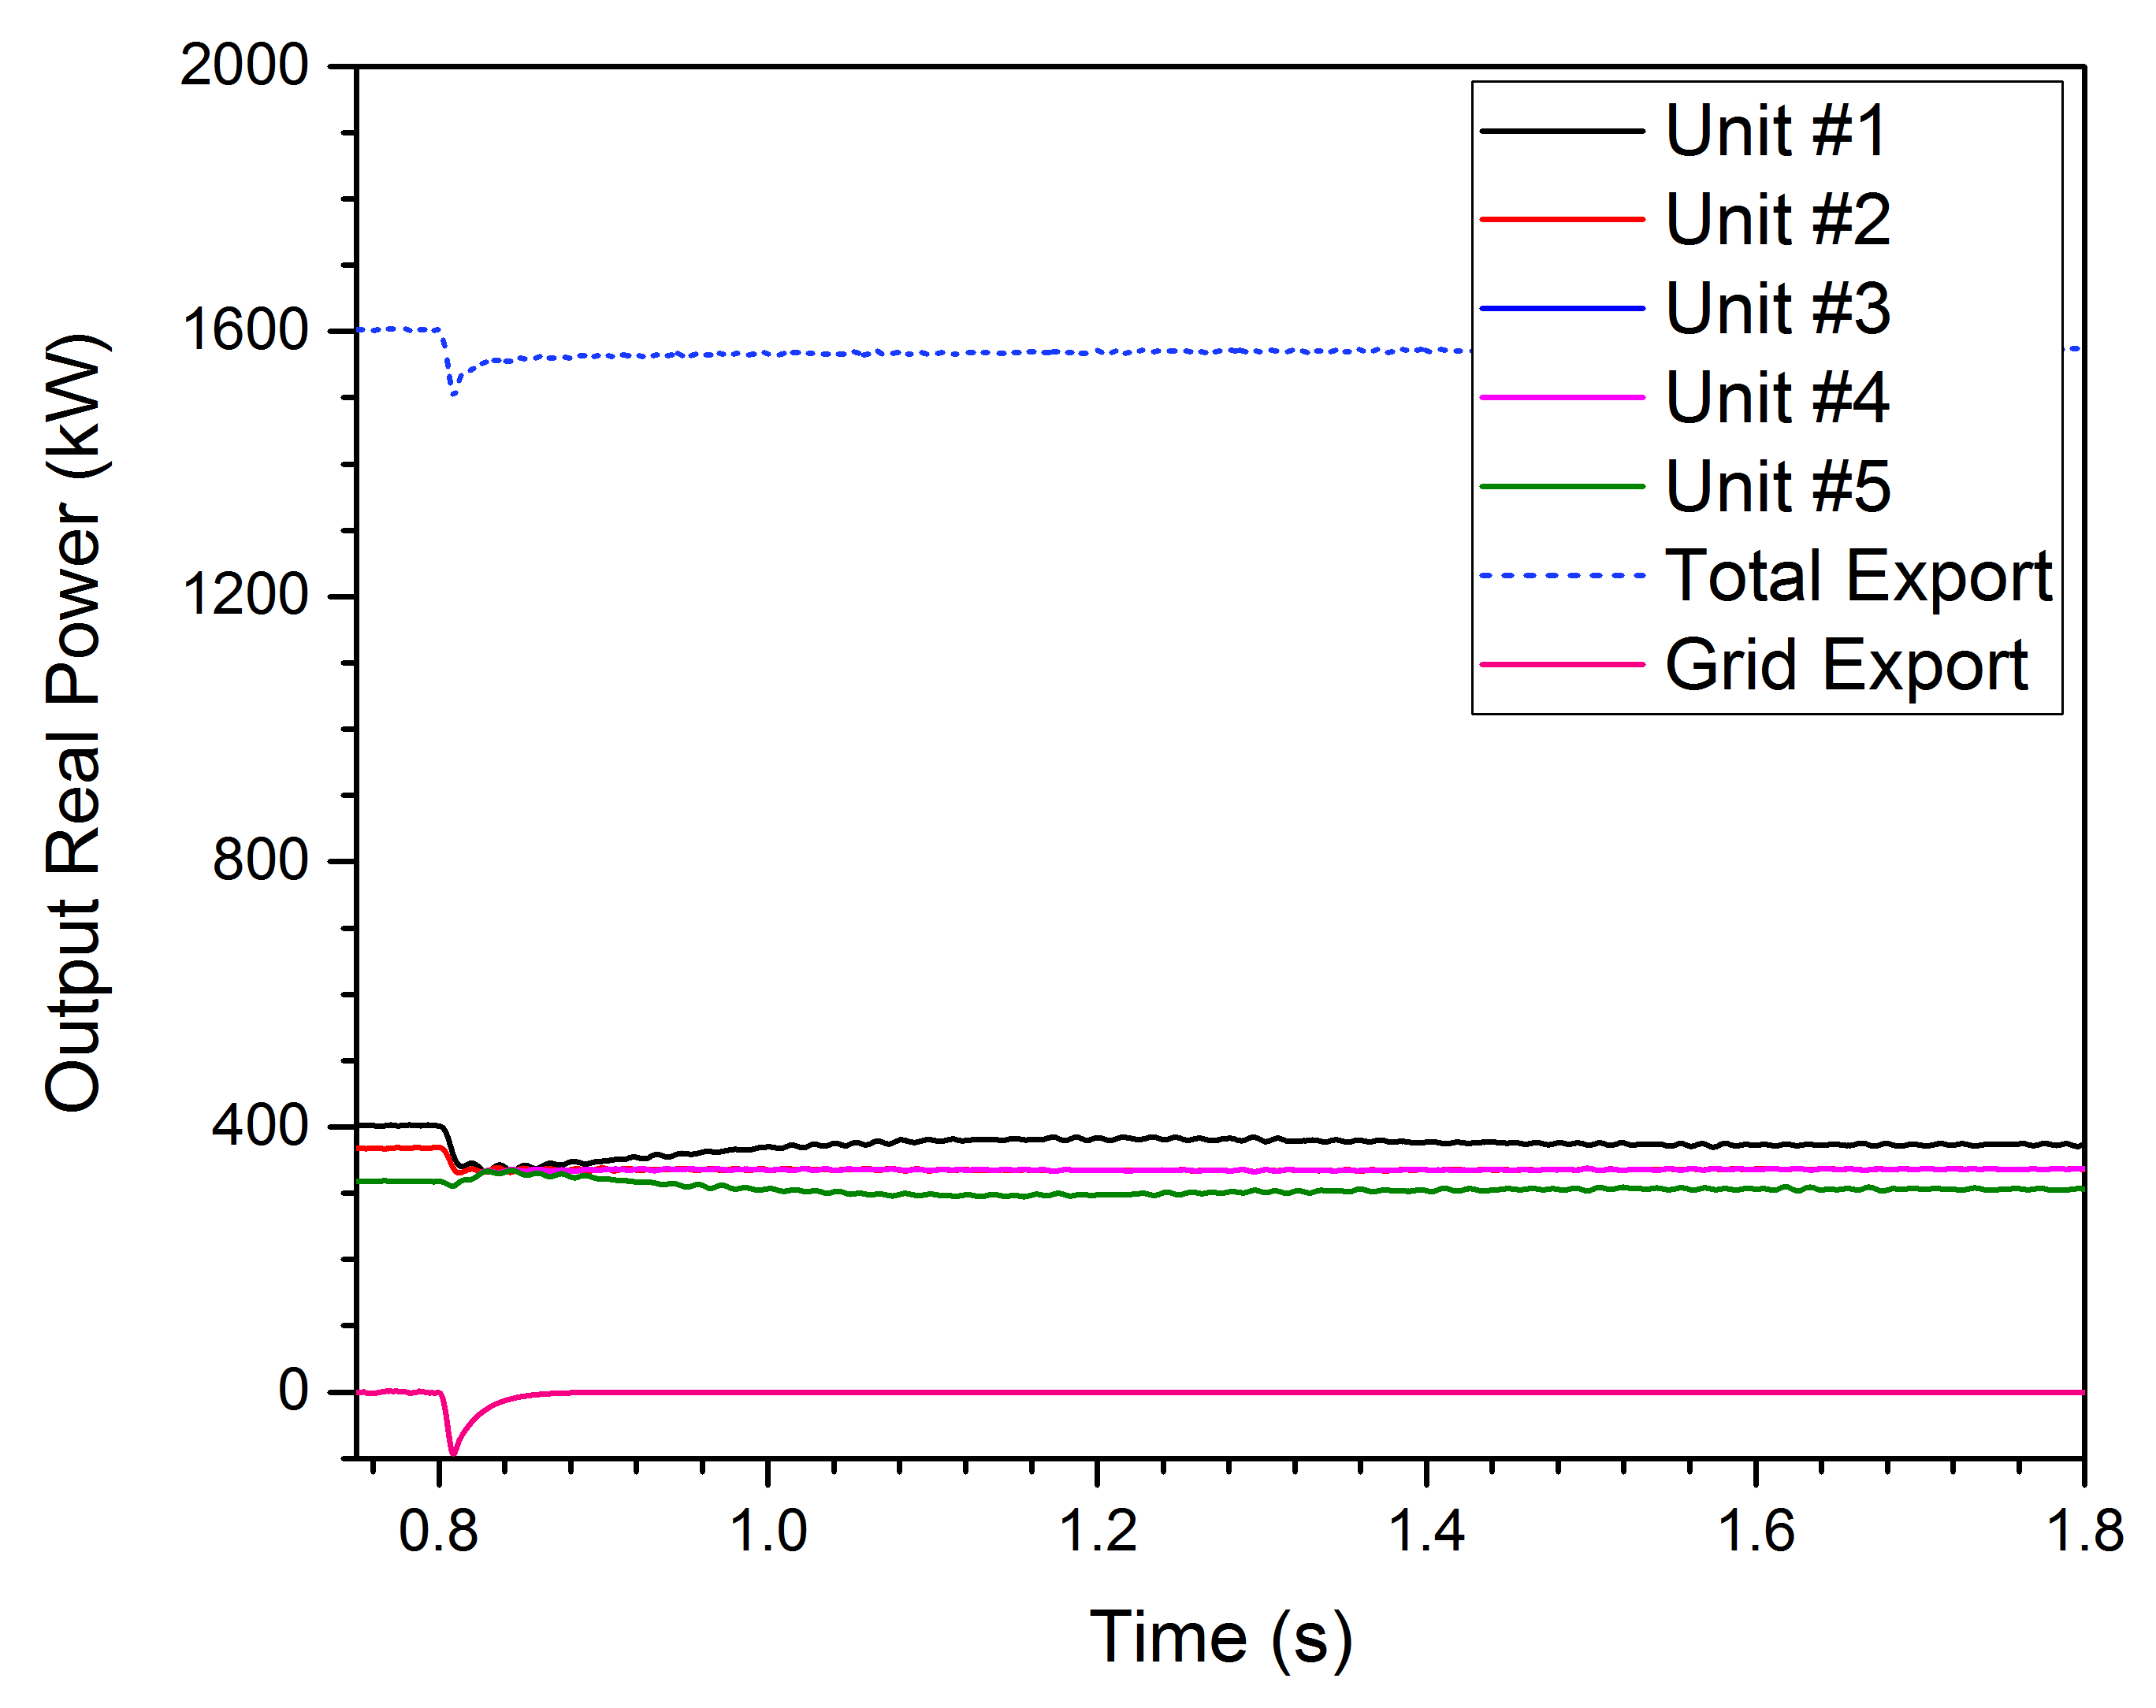 2000
1600
1200
800
400
0
Output Real Power (kW)
Unit #1
Unit #2
Unit #3
Unit #4
Unit #5
Total Export
Grid Export
0.8 1.0 1.2 1.4 1.6 1.8
Time (s)